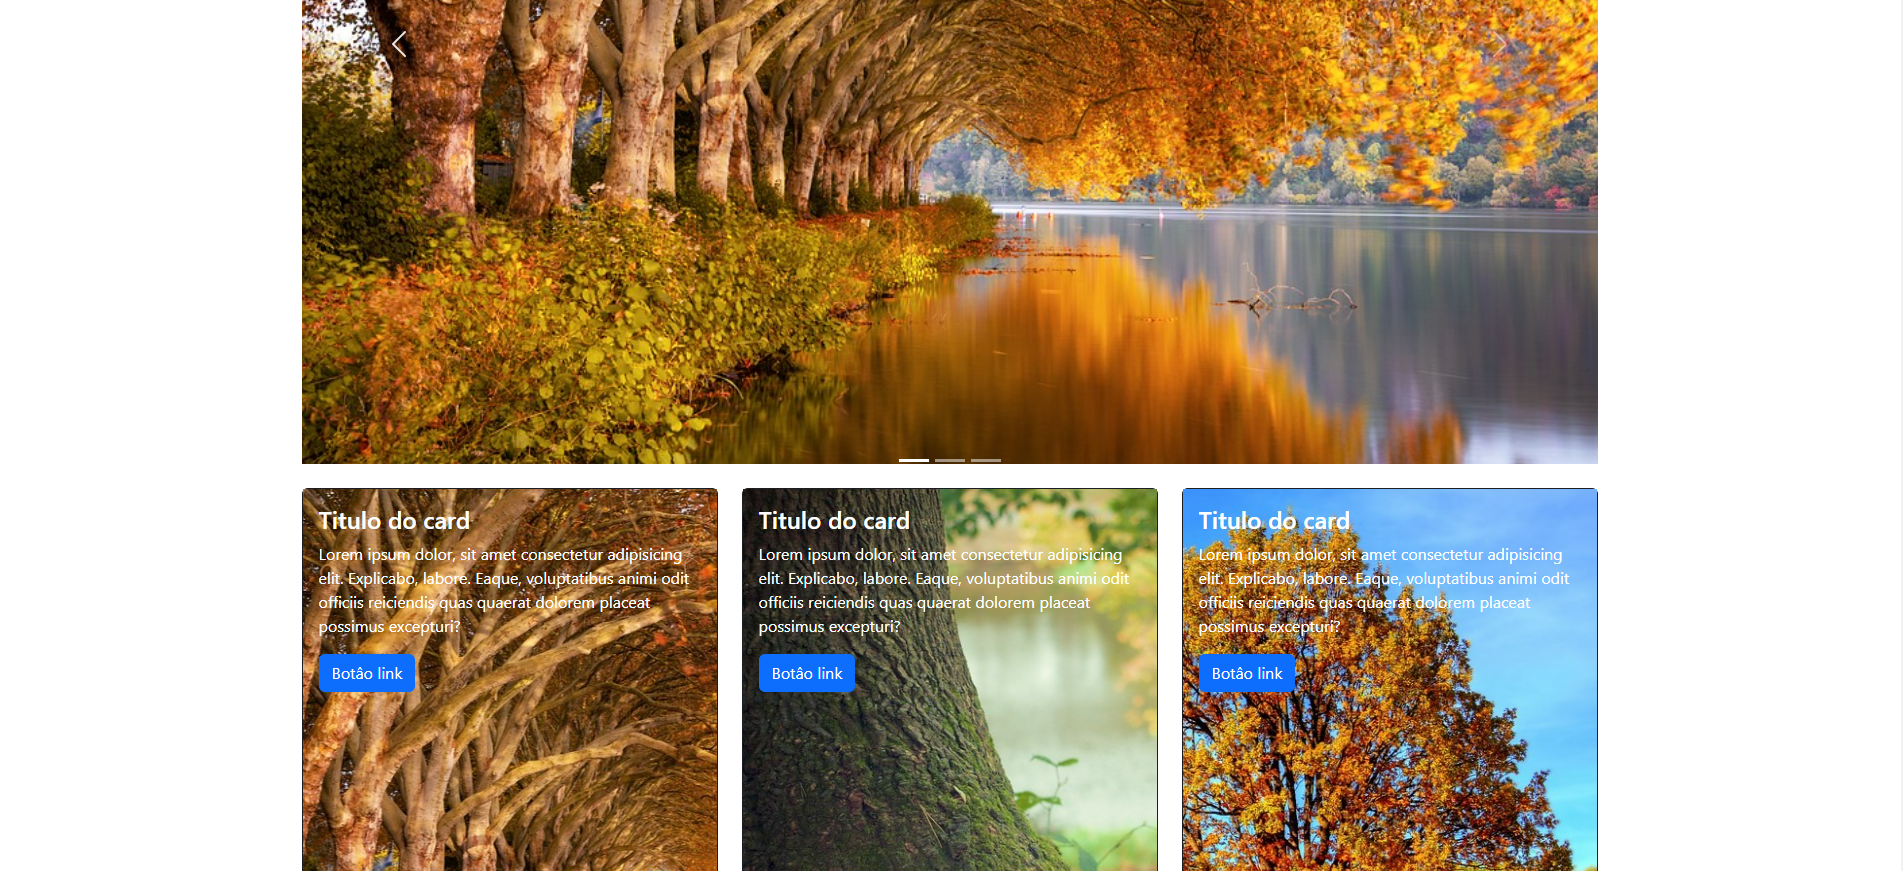 Titulo do card
Lorem ipsum dolor, sit amet consectetur adipisicing
elit. Explicabo, labore. Eaque, voluptatibus animi odit
officiis reiciendis quas quaerat dolorem placeat
possimus excepturi?
Botâo link
Titulo do card
Lorem ipsum dolor, sit amet consectetur adipisicing
elit. Explicabo, labore. Eaque, voluptatibus animi odit
officiis reiciendis quas quaerat dolorem placeat
possimus excepturi?
Botâo link
Titulo do card
Lorem ipsum dolor, sit amet consectetur adipisicing
elit. Explicabo, labore. Eaque, voluptatibus animi odit
officiis reiciendis quas quaerat dolorem placeat
possimus excepturi?
Botâo link